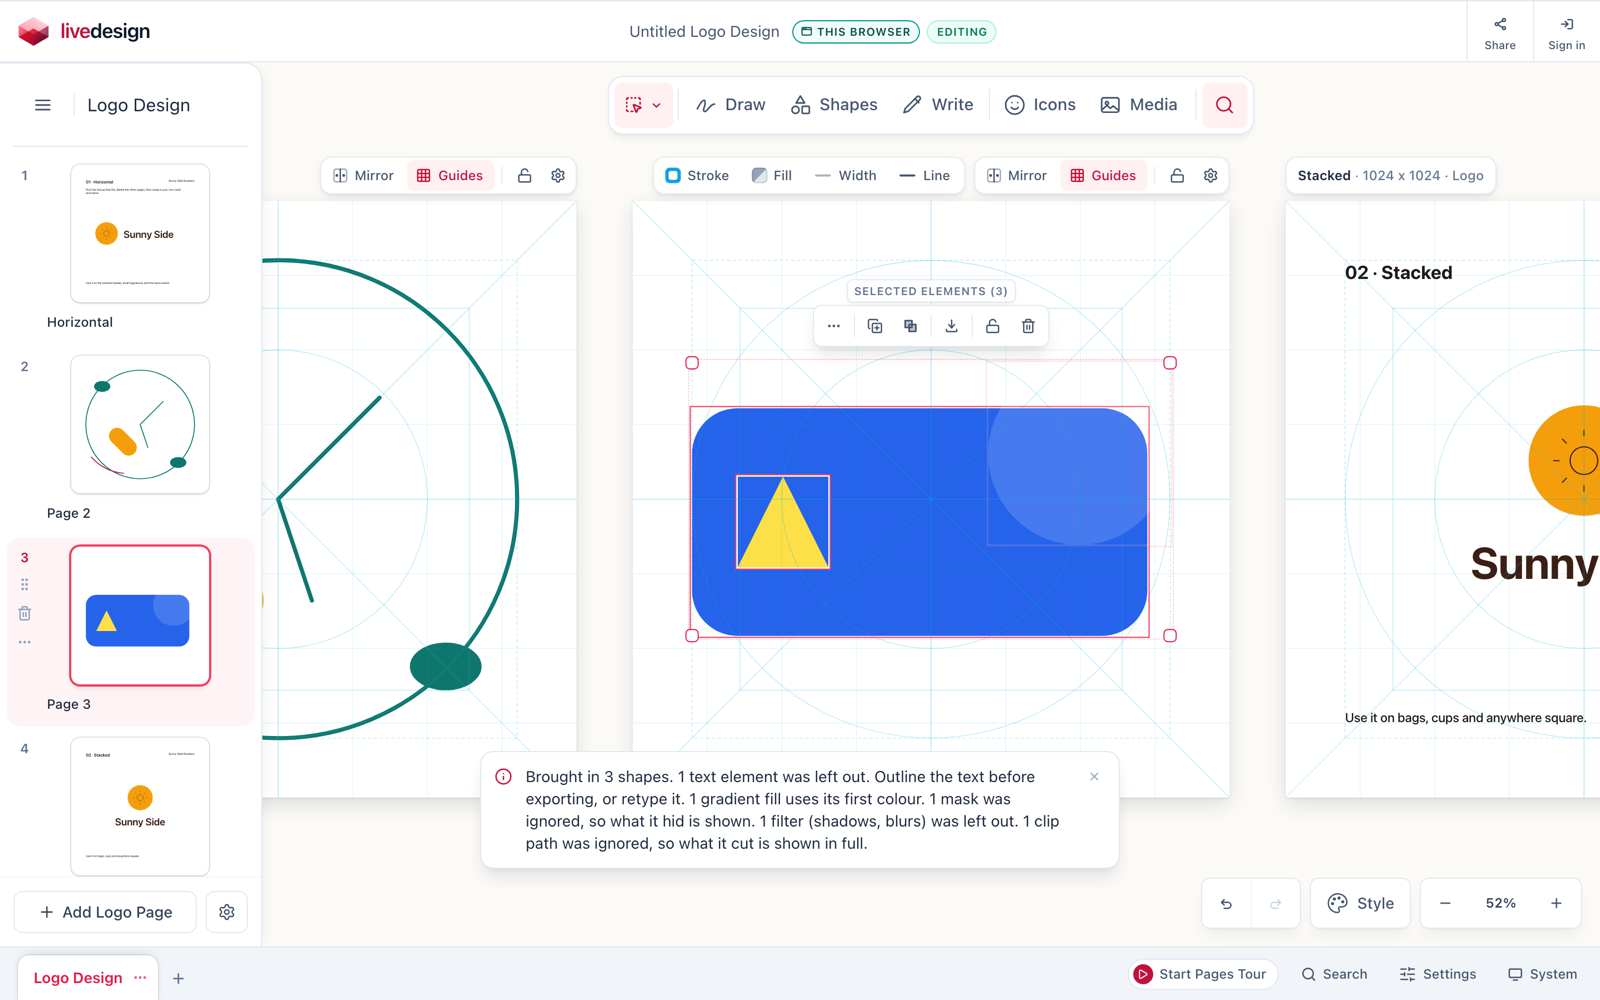 livedesign
Untitled Logo Design
THIS BROWSER
EDITING
Share
Sign in
Logo Design
Draw
Shapes
Write
Icons
Media
1
01 · Horizontal
Sunny Side
Horizontal
2
Page 2
3
Page 3
4
02 · Stacked
Sunny Side
Add Logo Page
Mirror
Guides
Stroke
Fill
Width
Line
Mirror
Guides
Stacked · 1024 x 1024 · Logo
SELECTED ELEMENTS (3)
02 · Stacked
Sunny
Use it on bags, cups and anywhere square.
Brought in 3 shapes. 1 text element was left out. Outline the text before
exporting, or retype it. 1 gradient fill uses its first colour. 1 mask was
ignored, so what it hid is shown. 1 filter (shadows, blurs) was left out. 1 clip
path was ignored, so what it cut is shown in full.
Style
52%
Logo Design
Start Pages Tour
Search
Settings
System